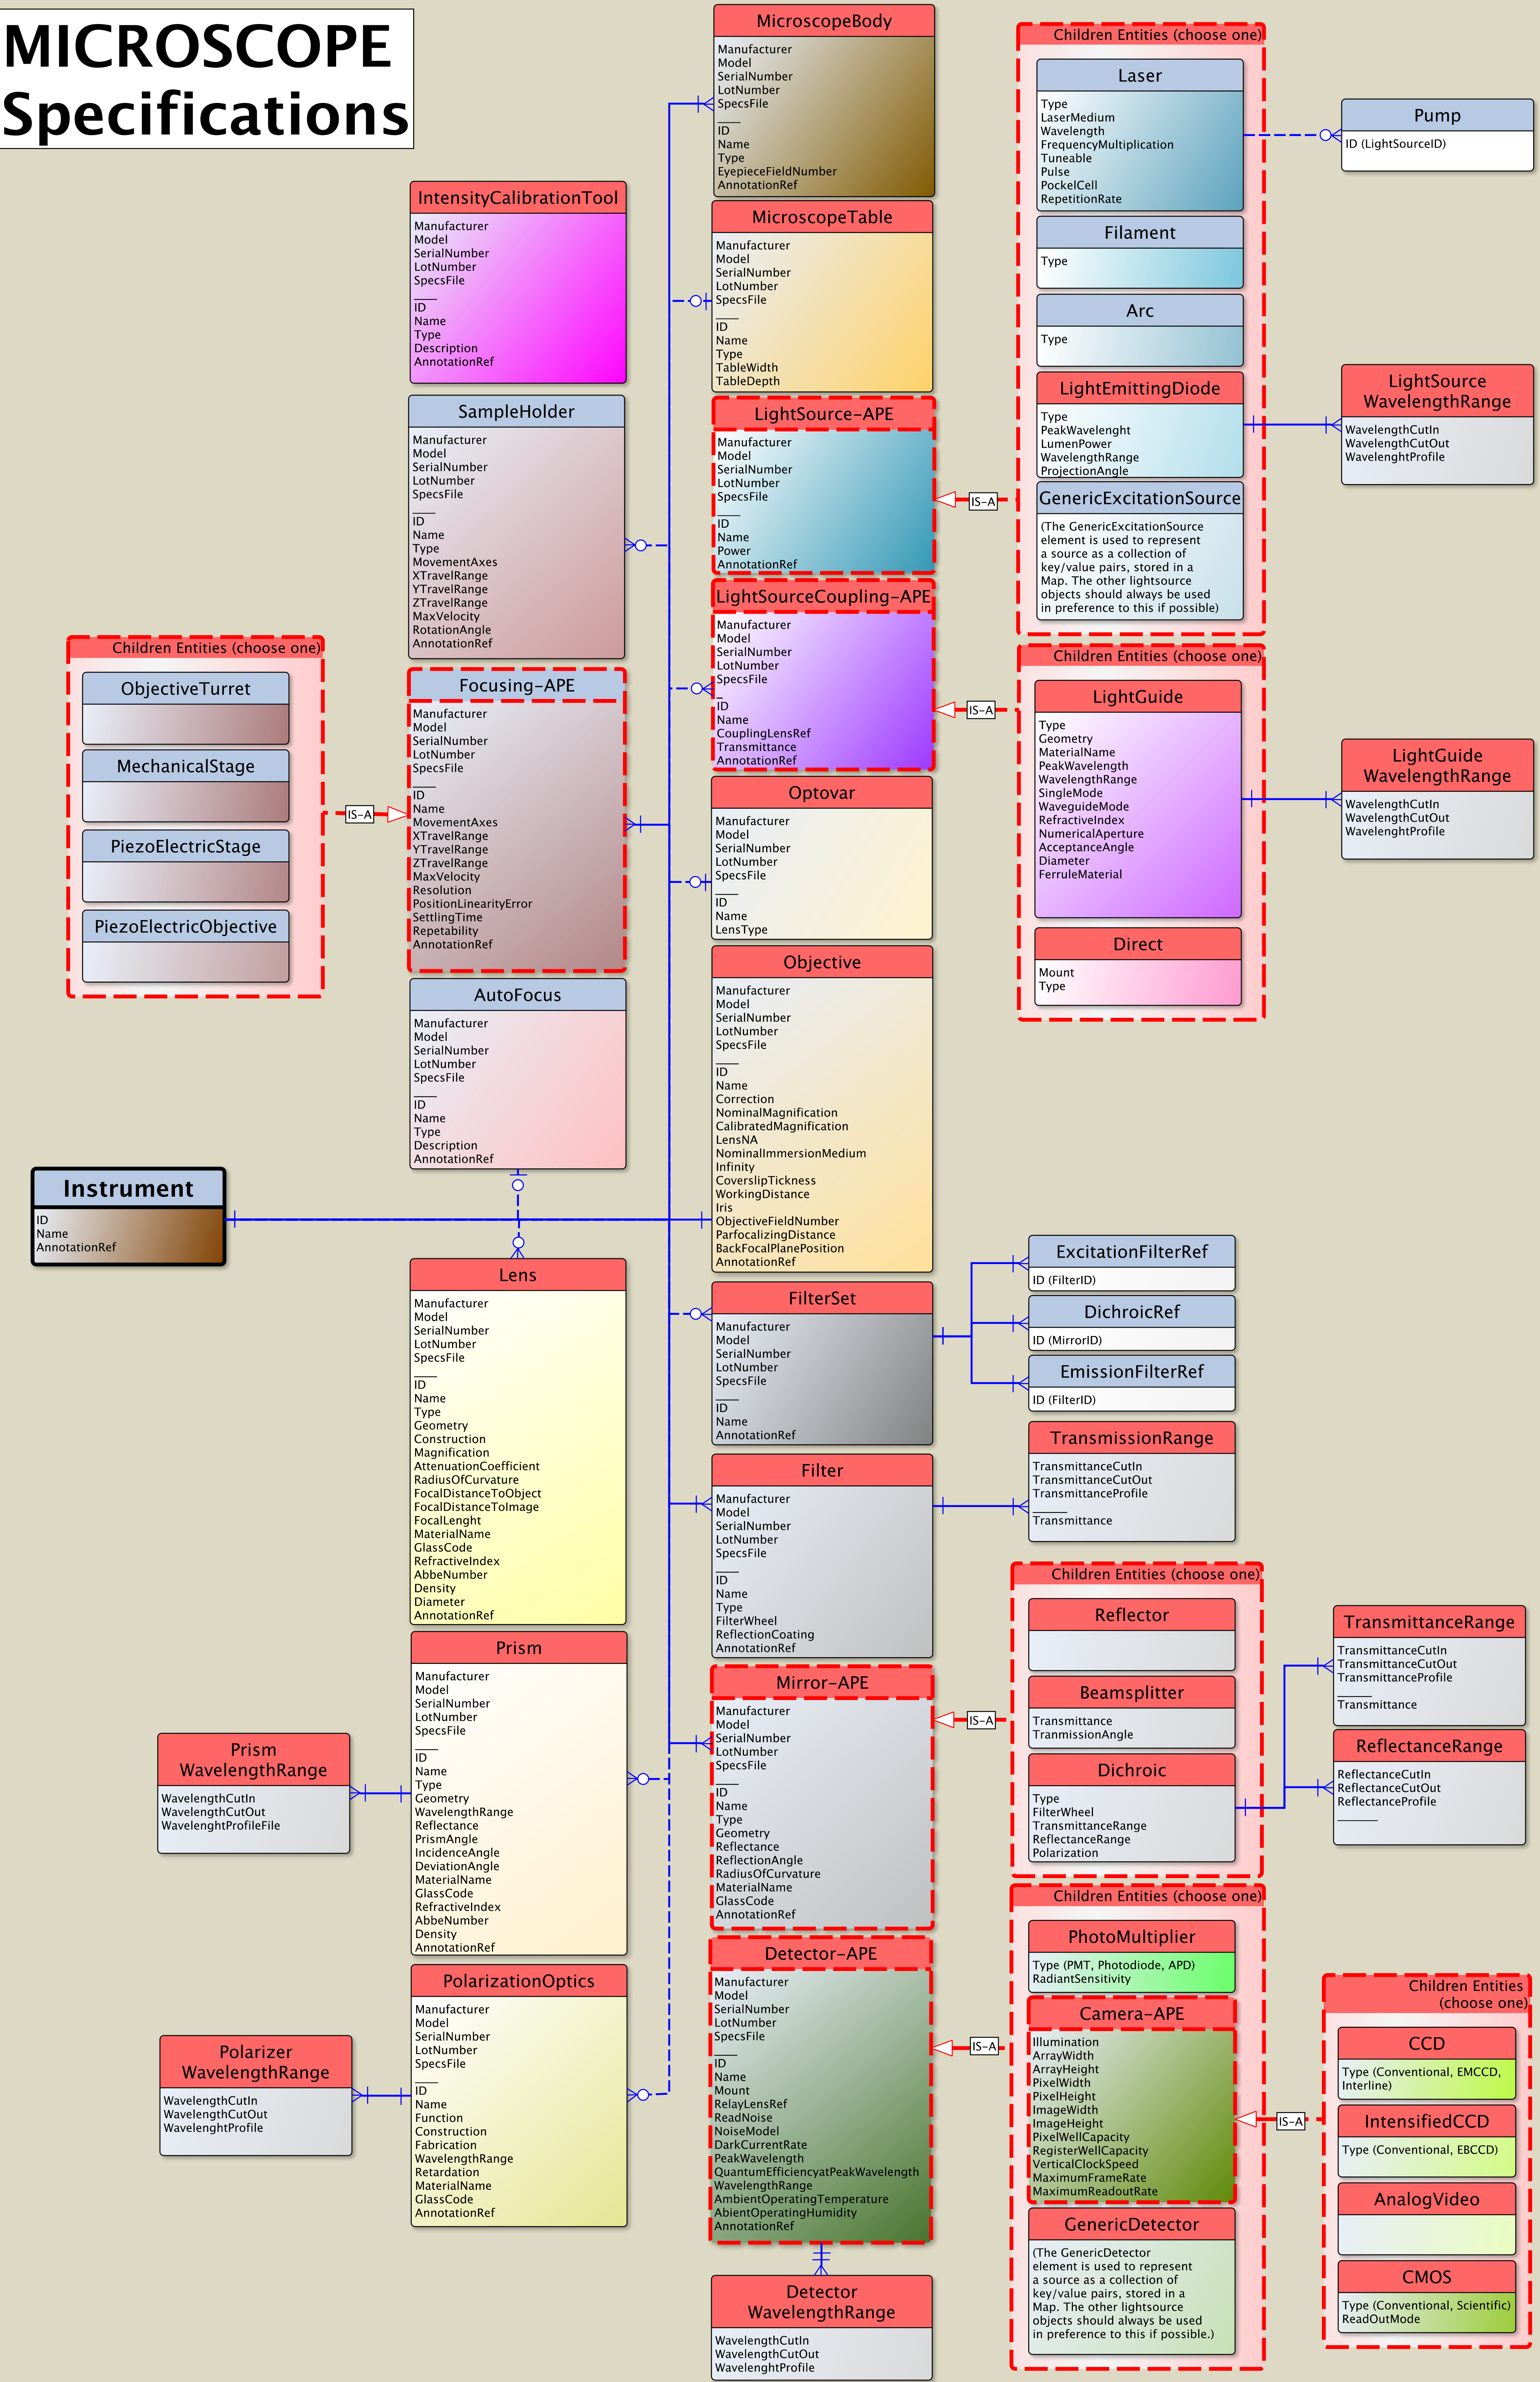 MICROSCOPE
Specifications
MicroscopeBody
Manufacturer
Model
SerialNumber
LotNumber
SpecsFile
ID
Name
Type
EyepieceFieldNumber
AnnotationRef
MicroscopeTable
Manufacturer
Model
SerialNumber
LotNumber
SpecsFile
ID
Name
Type
TableWidth
TableDepth
IntensityCalibrationTool
Manufacturer
Model
SerialNumber
LotNumber
SpecsFile
ID
Name
Type
Description
AnnotationRef
SampleHolder
Manufacturer
Model
SerialNumber
LotNumber
SpecsFile
ID
Name
Type
MovementAxes
XTravelRange
YTravelRange
ZTravelRange
MaxVelocity
RotationAngle
AnnotationRef
Children Entities (choose one)
ObjectiveTurret
MechanicalStage
PiezoElectricStage
PiezoElectricObjective
IS-A
Focusing-APE
Manufacturer
Model
SerialNumber
LotNumber
SpecsFile
ID
Name
MovementAxes
XTravelRange
YTravelRange
ZTravelRange
MaxVelocity
Resolution
PositionLinearityError
SettlingTime
Repetability
AnnotationRef
AutoFocus
Manufacturer
Model
SerialNumber
LotNumber
SpecsFile
ID
Name
Type
Description
AnnotationRef
Instrument
ID
Name
AnnotationRef
Lens
Manufacturer
Model
SerialNumber
LotNumber
SpecsFile
ID
Name
Type
Geometry
Construction
Magnification
AttenuationCoefficient
RadiusOfCurvature
FocalDistanceToObject
FocalDistanceToImage
FocalLenght
MaterialName
GlassCode
RefractiveIndex
AbbeNumber
Density
Diameter
AnnotationRef
Prism
Manufacturer
Model
SerialNumber
LotNumber
SpecsFile
ID
Name
Type
Geometry
WavelengthRange
Reflectance
PrismAngle
IncidenceAngle
DeviationAngle
MaterialName
GlassCode
RefractiveIndex
AbbeNumber
Density
AnnotationRef
Prism
WavelengthRange
WavelengthCutIn
WavelengthCutOut
WavelenghtProfileFile
PolarizationOptics
Manufacturer
Model
SerialNumber
LotNumber
SpecsFile
ID
Name
Function
Construction
Fabrication
WavelengthRange
Retardation
MaterialName
GlassCode
AnnotationRef
Polarizer
WavelengthRange
WavelengthCutIn
WavelengthCutOut
WavelenghtProfile
LightSource-APE
Manufacturer
Model
SerialNumber
LotNumber
SpecsFile
ID
Name
Power
AnnotationRef
IS-A
Children Entities (choose one)
Laser
Type
LaserMedium
Wavelength
FrequencyMultiplication
Tuneable
Pulse
PockelCell
RepetitionRate
Pump
ID (LightSourceID)
Filament
Type
Arc
Type
LightEmittingDiode
Type
PeakWavelenght
LumenPower
WavelengthRange
ProjectionAngle
LightSource
WavelengthRange
WavelengthCutIn
WavelengthCutOut
WavelenghtProfile
GenericExcitationSource
(The GenericExcitationSource
element is used to represent
a source as a collection of
key/value pairs, stored in a
Map. The other lightsource
objects should always be used
in preference to this if possible)
LightSourceCoupling-APE
Manufacturer
Model
SerialNumber
LotNumber
SpecsFile
ID
Name
CouplingLensRef
Transmittance
AnnotationRef
IS-A
Children Entities (choose one)
LightGuide
Type
Geometry
MaterialName
PeakWavelength
WavelengthRange
SingleMode
WaveguideMode
RefractiveIndex
NumericalAperture
AcceptanceAngle
Diameter
FerruleMaterial
LightGuide
WavelengthRange
WavelengthCutIn
WavelengthCutOut
WavelenghtProfile
Direct
Mount
Type
Optovar
Manufacturer
Model
SerialNumber
LotNumber
SpecsFile
ID
Name
LensType
Objective
Manufacturer
Model
SerialNumber
LotNumber
SpecsFile
ID
Name
Correction
NominalMagnification
CalibratedMagnification
LensNA
NominalImmersionMedium
Infinity
CoverslipTickness
WorkingDistance
Iris
ObjectiveFieldNumber
ParfocalizingDistance
BackFocalPlanePosition
AnnotationRef
FilterSet
Manufacturer
Model
SerialNumber
LotNumber
SpecsFile
ID
Name
AnnotationRef
ExcitationFilterRef
ID (FilterID)
DichroicRef
ID (MirrorID)
EmissionFilterRef
ID (FilterID)
Filter
Manufacturer
Model
SerialNumber
LotNumber
SpecsFile
ID
Name
Type
FilterWheel
ReflectionCoating
AnnotationRef
TransmissionRange
TransmittanceCutIn
TransmittanceCutOut
TransmittanceProfile
Transmittance
Mirror-APE
Manufacturer
Model
SerialNumber
LotNumber
SpecsFile
ID
Name
Type
Geometry
Reflectance
ReflectionAngle
RadiusOfCurvature
MaterialName
GlassCode
AnnotationRef
IS-A
Children Entities (choose one)
Reflector
Beamsplitter
Transmittance
TranmissionAngle
Dichroic
Type
FilterWheel
TransmittanceRange
ReflectanceRange
Polarization
TransmittanceRange
TransmittanceCutIn
TransmittanceCutOut
TransmittanceProfile
Transmittance
ReflectanceRange
ReflectanceCutIn
ReflectanceCutOut
ReflectanceProfile
Detector-APE
Manufacturer
Model
SerialNumber
LotNumber
SpecsFile
ID
Name
Mount
RelayLensRef
ReadNoise
NoiseModel
DarkCurrentRate
PeakWavelength
QuantumEfficiencyatPeakWavelength
WavelengthRange
AmbientOperatingTemperature
AbientOperatingHumidity
AnnotationRef
Detector
WavelengthRange
WavelengthCutIn
WavelengthCutOut
WavelenghtProfile
IS-A
Children Entities (choose one)
PhotoMultiplier
Type (PMT, Photodiode, APD)
RadiantSensitivity
Camera-APE
Illumination
ArrayWidth
ArrayHeight
PixelWidth
PixelHeight
ImageWidth
ImageHeight
PixelWellCapacity
RegisterWellCapacity
VerticalClockSpeed
MaximumFrameRate
MaximumReadoutRate
GenericDetector
(The GenericDetector
element is used to represent
a source as a collection of
key/value pairs, stored in a
Map. The other lightsource
objects should always be used
in preference to this if possible.)
IS-A
Children Entities
(choose one)
CCD
Type (Conventional, EMCCD,
Interline)
IntensifiedCCD
Type (Conventional, EBCCD)
AnalogVideo
CMOS
Type (Conventional, Scientific)
ReadOutMode